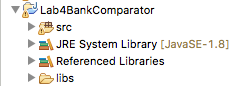 Lab4BankComparator
src
JRE System Library [JavaSE-1.8]
Referenced Libraries
libs